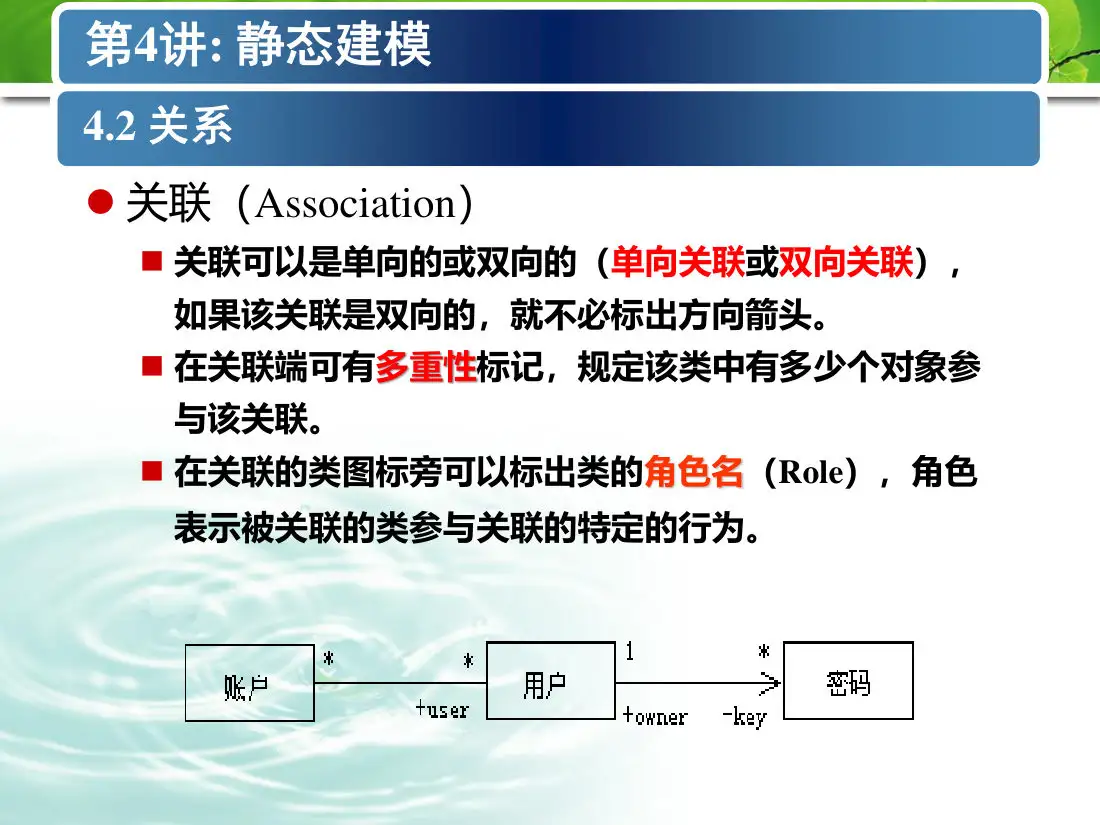 第4讲: 静态建模
4.2 关系
关联（Association）
关联可以是单向的或双向的（单向关联或双向关联），
如果该关联是双向的，就不必标出方向箭头。
在关联端可有多重性标记，规定该类中有多少个对象参
与该关联。
在关联的类图标旁可以标出类的角色名（Role），角色
表示被关联的类参与关联的特定的行为。
账户 * * +user 用户 1 +owner * -key 密码